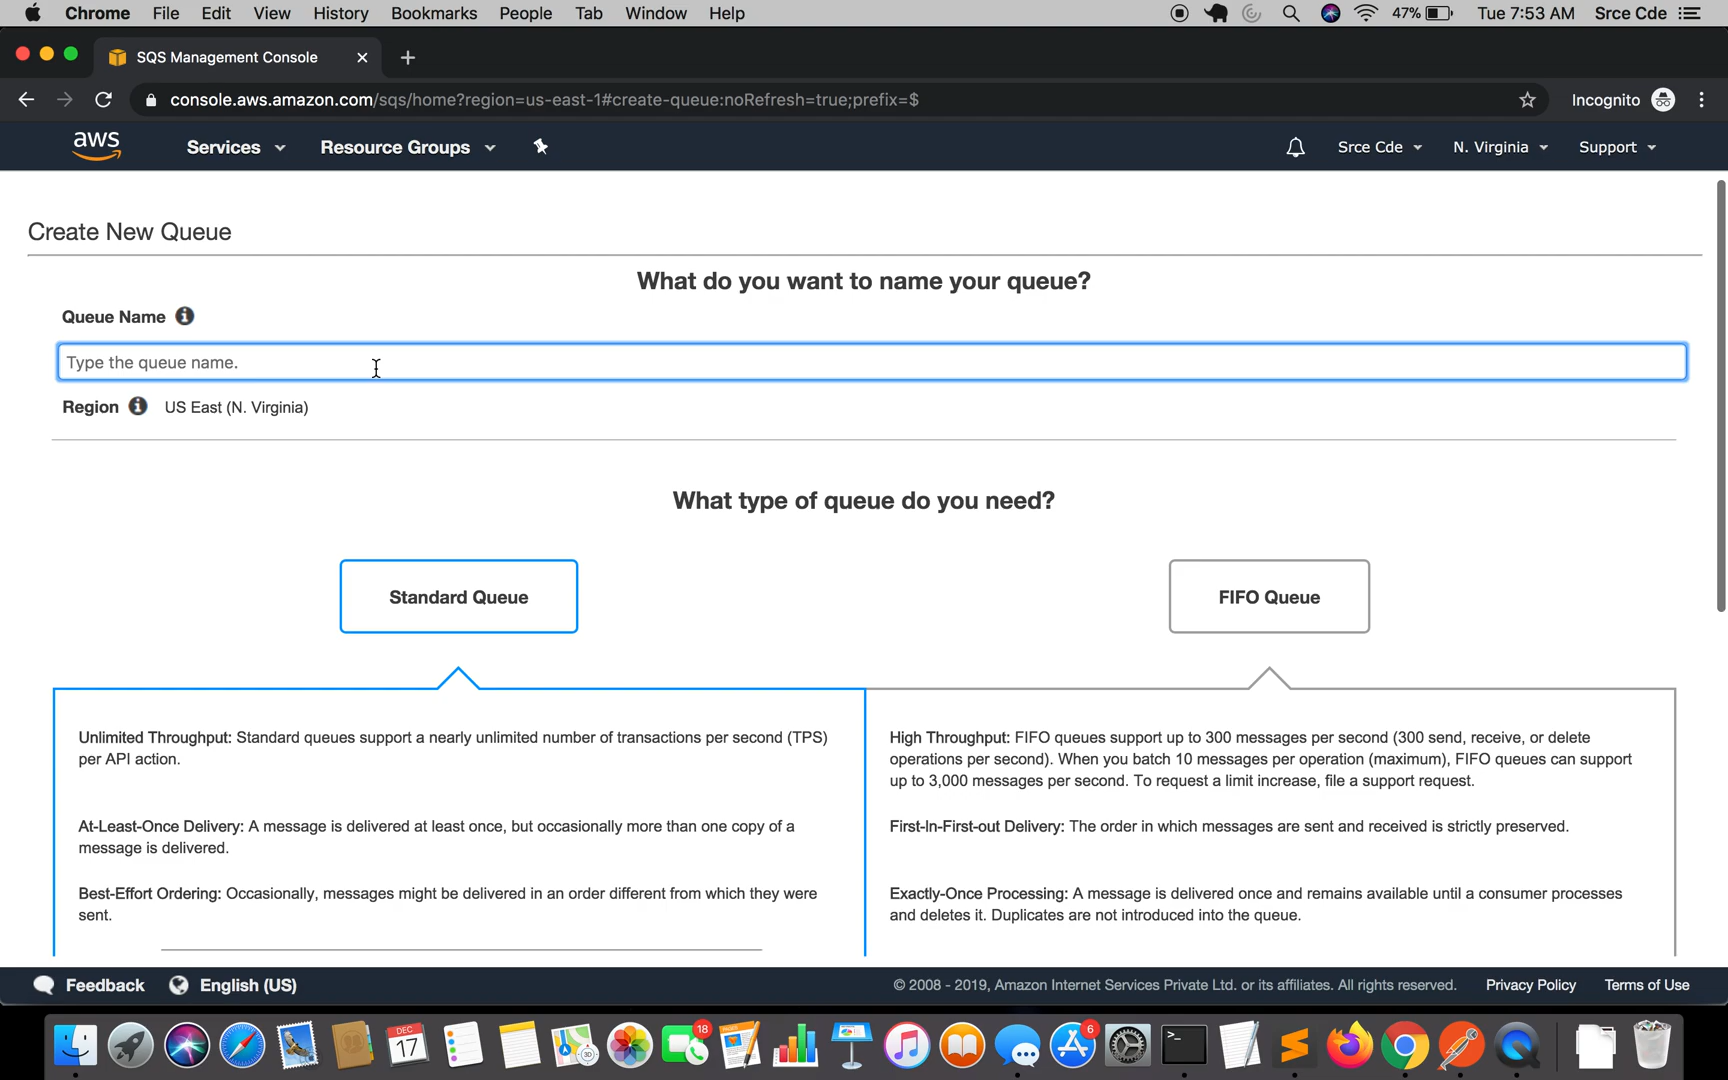 Chrome File Edit View History Bookmarks People Tab Window Help 47% Tue 7:53 AM Srce Cde
SQS Management Console
console.aws.amazon.com/sqs/home?region=us-east-1#create-queue:noRefresh=true;prefix=$ Incognito
aws Services Resource Groups Srce Cde N. Virginia Support
Create New Queue
What do you want to name your queue?
Queue Name
Type the queue name.
Region US East (N. Virginia)
What type of queue do you need?
Standard Queue
FIFO Queue
Unlimited Throughput: Standard queues support a nearly unlimited number of transactions per second (TPS)
per API action.
At-Least-Once Delivery: A message is delivered at least once, but occasionally more than one copy of a
message is delivered.
Best-Effort Ordering: Occasionally, messages might be delivered in an order different from which they were
sent.
High Throughput: FIFO queues support up to 300 messages per second (300 send, receive, or delete
operations per second). When you batch 10 messages per operation (maximum), FIFO queues can support
up to 3,000 messages per second. To request a limit increase, file a support request.
First-In-First-out Delivery: The order in which messages are sent and received is strictly preserved.
Exactly-Once Processing: A message is delivered once and remains available until a consumer processes
and deletes it. Duplicates are not introduced into the queue.
Feedback English (US) © 2008 - 2019, Amazon Internet Services Private Ltd. or its affiliates. All rights reserved. Privacy Policy Terms of Use
DEC
17
18
6